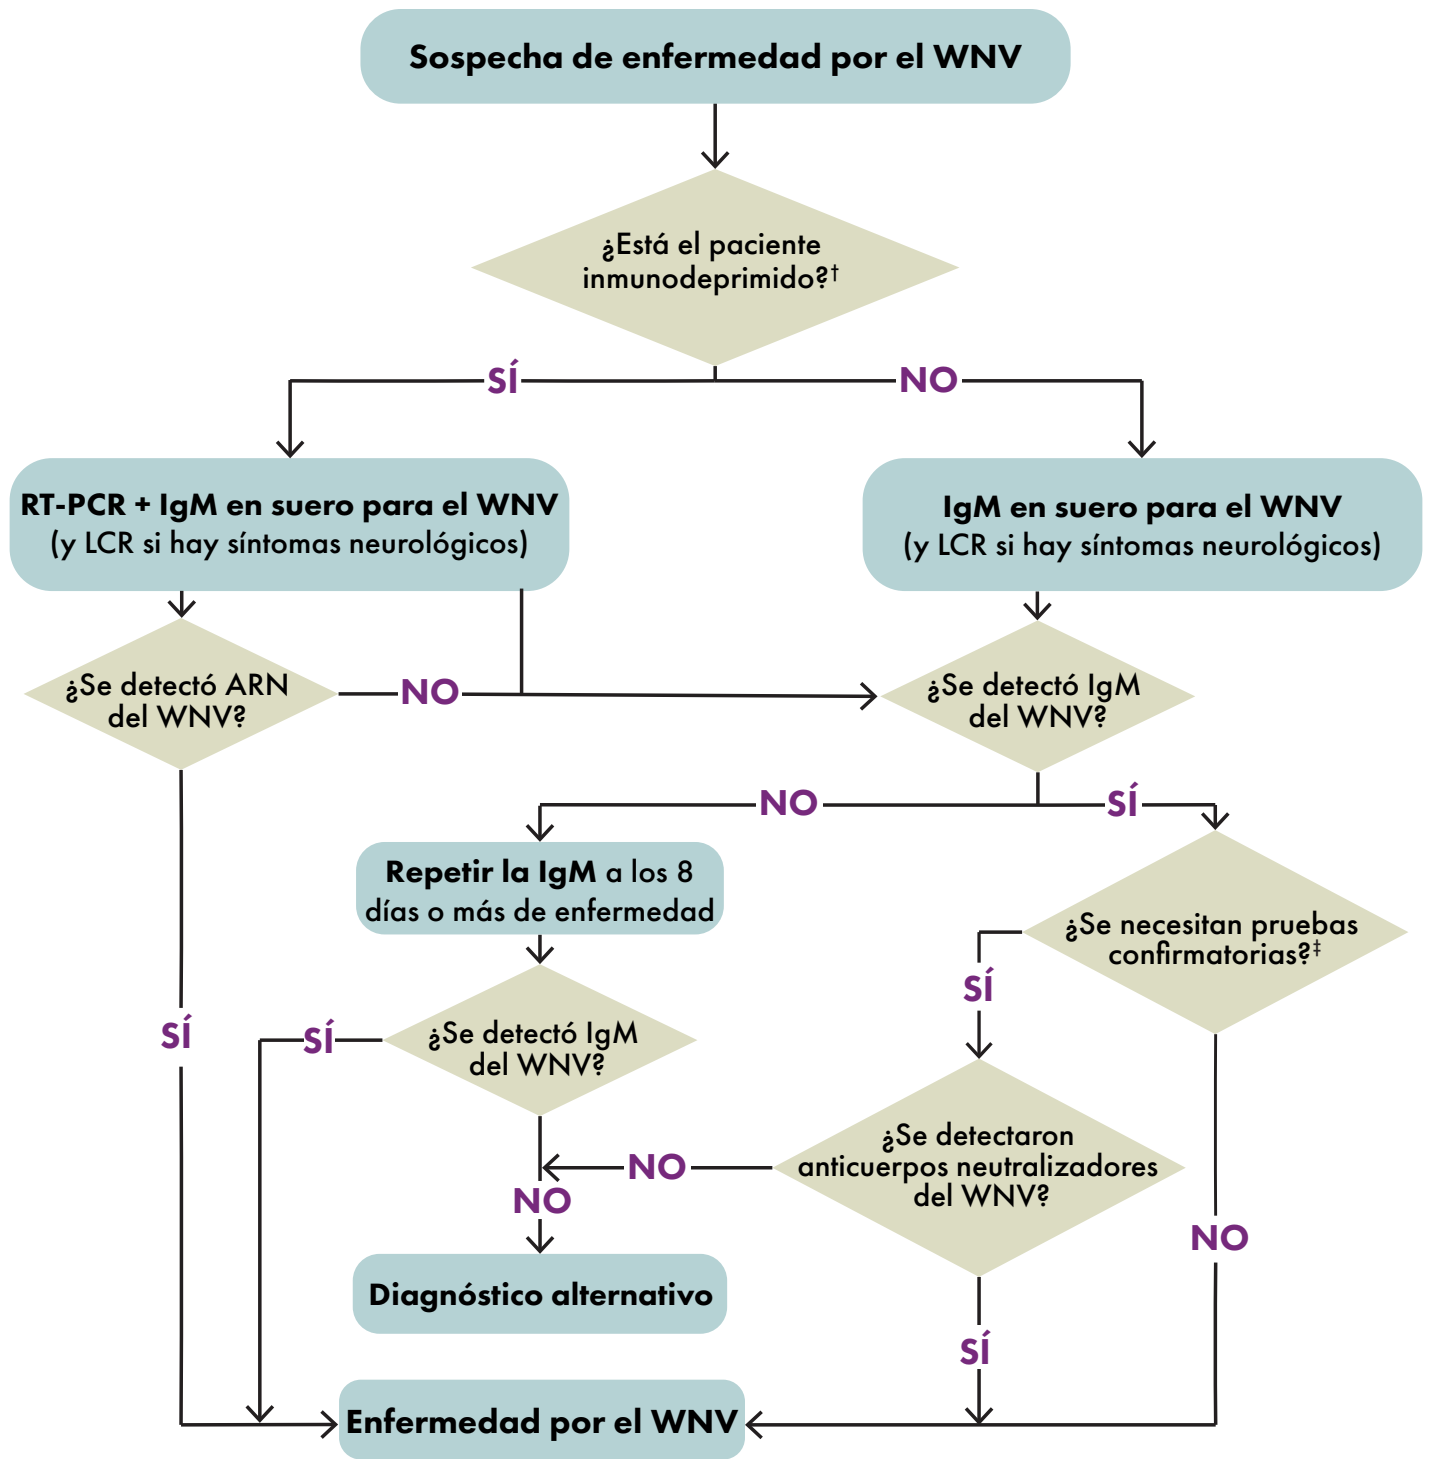 Sospecha de enfermedad por el WNV
¿Está el paciente
inmunodeprimido?†
SÍ
NO
RT-PCR + IgM en suero para el WNV
(y LCR si hay síntomas neurológicos)
IgM en suero para el WNV
(y LCR si hay síntomas neurológicos)
¿Se detectó ARN
del WNV?
NO
¿Se detectó IgM
del WNV?
NO
SÍ
Repetir la IgM a los 8
días o más de enfermedad
¿Se necesitan pruebas
confirmatorias?‡
SÍ
SÍ
SÍ
¿Se detectó IgM
del WNV?
¿Se detectaron
anticuerpos neutralizadores
del WNV?
NO
NO
NO
Diagnóstico alternativo
SÍ
Enfermedad por el WNV